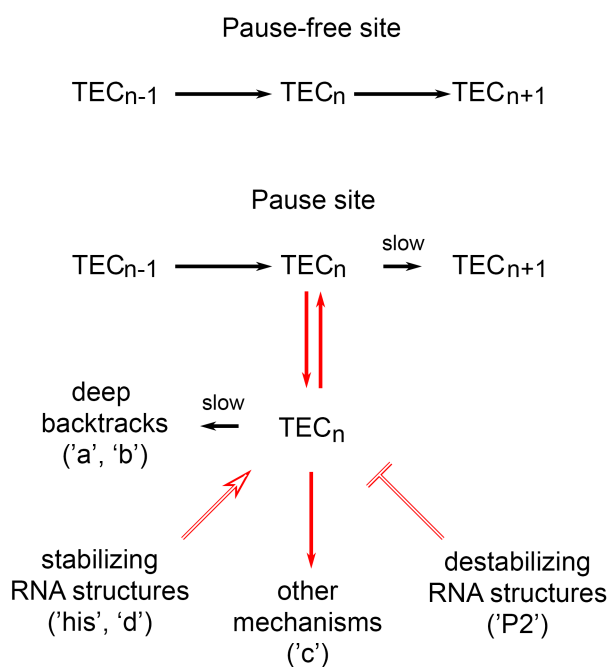 Pause-free site
TECn-1 TECn TECn+1
Pause site
TECn-1 TECn slow TECn+1
deep
backtracks
('a', ‘b’)
slow
TECn
stabilizing
RNA structures
('his', ‘d’)
other
mechanisms
('c’)
destabilizing
RNA structures
('P2’)